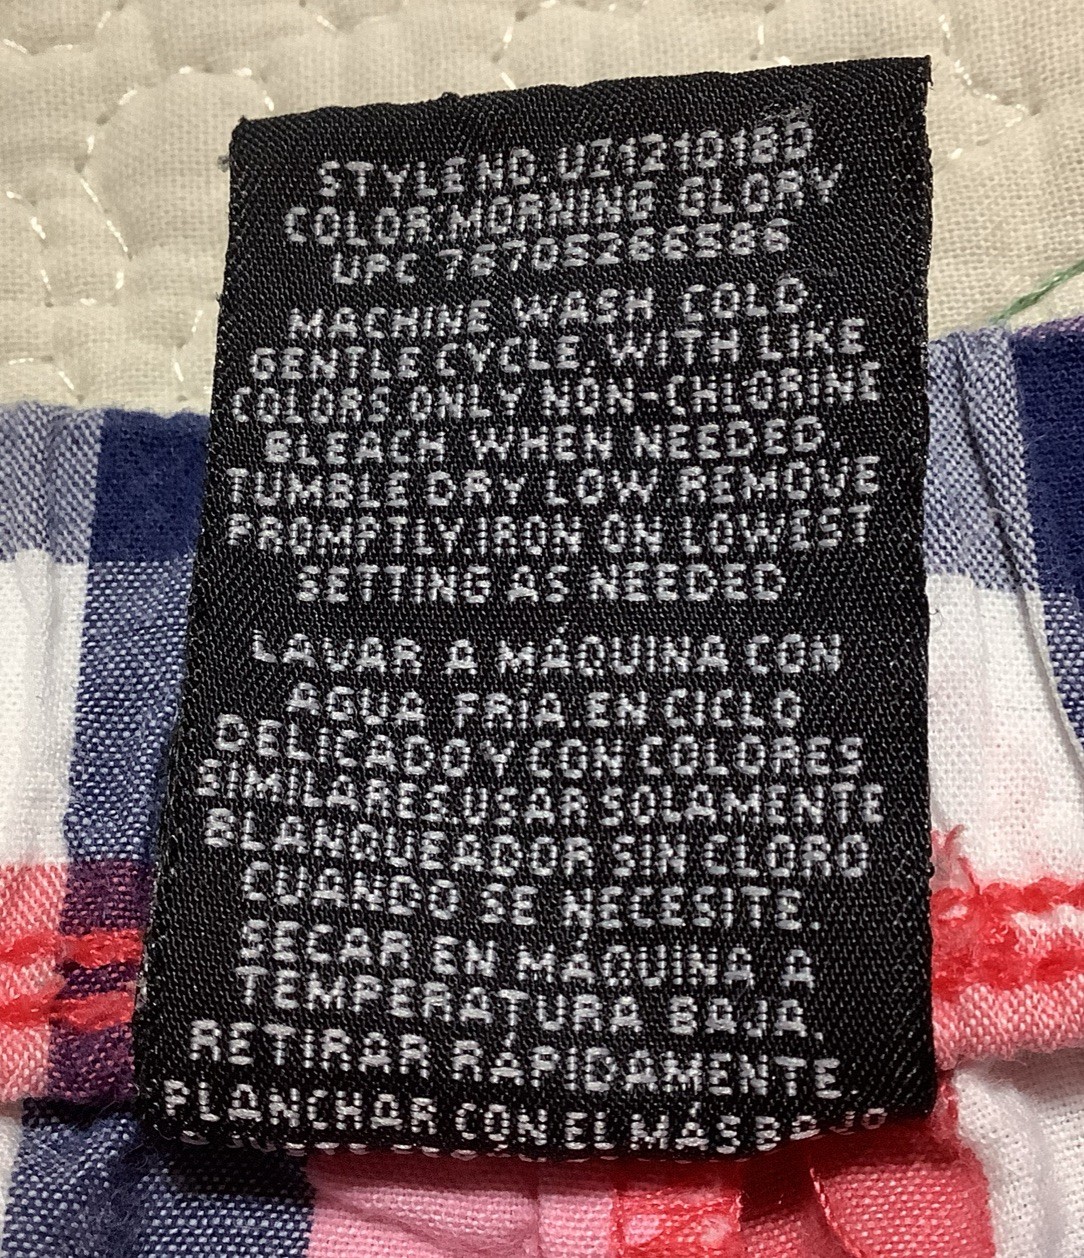 STYLE NO. UZ12101BD
COLOR:MORNING GLORY
UPC 76705266586
MACHINE WASH COLD,
GENTLE CYCLE,WITH LIKE
COLORS ONLY NON-CHLORINE
BLEACH WHEN NEEDED.
TUMBLE DRY LOW.REMOVE
PROMPTLY.IRON ON LOWEST
SETTING AS NEEDED
LAVAR A MÁQUINA CON
AGUA FRÍA.EN CICLO
DELICADO Y CON COLORES
SIMILARES.USAR SOLAMENTE
BLANQUEADOR SIN CLORO
CUANDO SE NECESITE.
SECAR EN MÁQUINA A
TEMPERATURA BAJA.
RETIRAR RÁPIDAMENTE
PLANCHAR CON EL MÁS BAJO